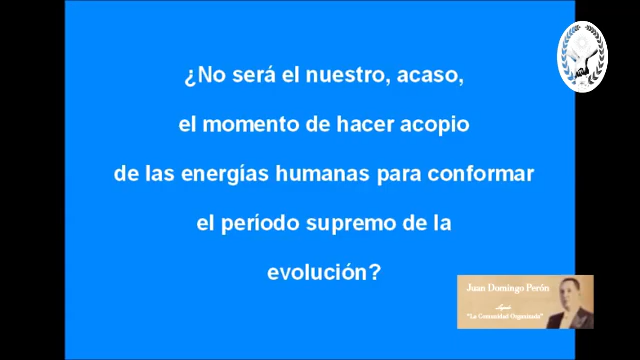 ¿No será el nuestro, acaso,
el momento de hacer acopio
de las energías humanas para conformar
el período supremo de la
evolución?
Juan Domingo Perón
"La Comunidad Organizada"